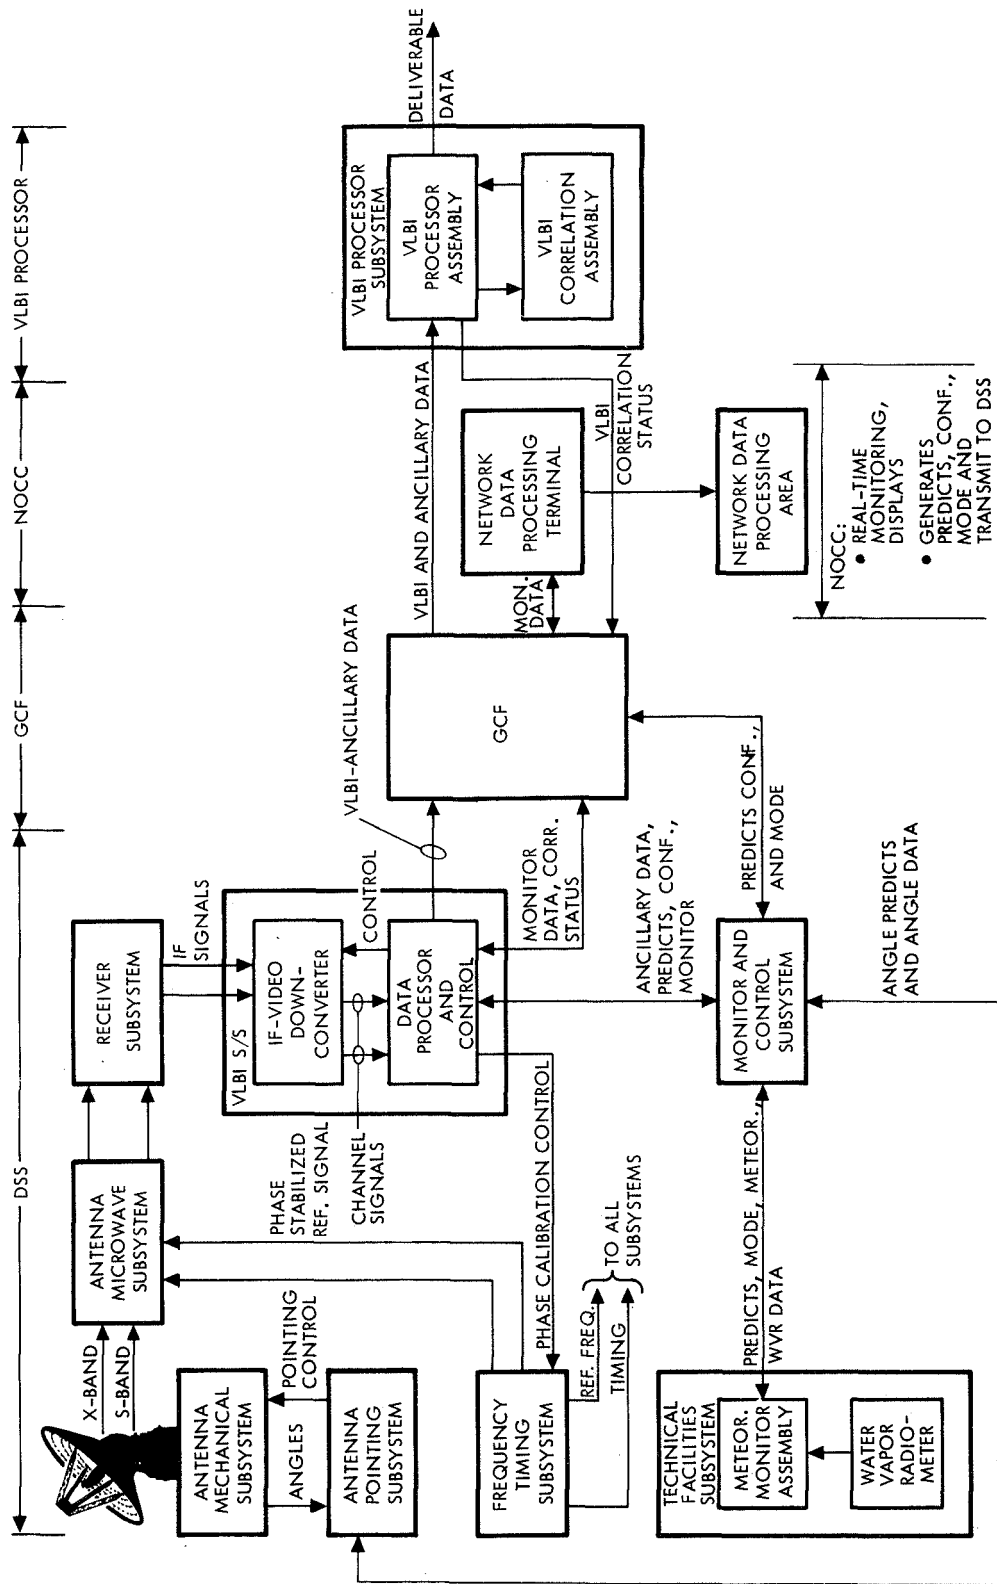 DSS
GCF
NOCC
VLBI PROCESSOR
X-BAND
S-BAND
ANTENNA
MICROWAVE
SUBSYSTEM
RECEIVER
SUBSYSTEM
IF
SIGNALS
ANTENNA
MECHANICAL
SUBSYSTEM
ANGLES
POINTING
CONTROL
ANTENNA
POINTING
SUBSYSTEM
PHASE
STABILIZED
REF. SIGNAL
CHANNEL
SIGNALS
VLBI S/S
IF-VIDEO
DOWN-
CONVERTER
CONTROL
DATA
PROCESSOR
AND
CONTROL
VLBI-ANCILLARY DATA
MONITOR
DATA, CORR.
STATUS
GCF
VLBI AND ANCILLARY DATA
MON.
DATA
NETWORK
DATA
PROCESSING
TERMINAL
VLBI
CORRELATION
STATUS
VLBI PROCESSOR
SUBSYSTEM
VLBI
PROCESSOR
ASSEMBLY
VLBI
CORRELATION
ASSEMBLY
DELIVERABLE
DATA
FREQUENCY
TIMING
SUBSYSTEM
PHASE CALIBRATION CONTROL
REF. FREQ.
TIMING
TO ALL
SUBSYSTEMS
ANCILLARY DATA,
PREDICTS, CONF.,
MONITOR
TECHNICAL
FACILITIES
SUBSYSTEM
METEOR.
MONITOR
ASSEMBLY
WATER
VAPOR
RADIO-
METER
PREDICTS, MODE, METEOR.,
WVR DATA
MONITOR AND
CONTROL
SUBSYSTEM
PREDICTS CONF.,
AND MODE
ANGLE PREDICTS
AND ANGLE DATA
NETWORK DATA
PROCESSING
AREA
NOCC:
• REAL-TIME
MONITORING,
DISPLAYS
• GENERATES
PREDICTS, CONF.,
MODE AND
TRANSMIT TO DSS